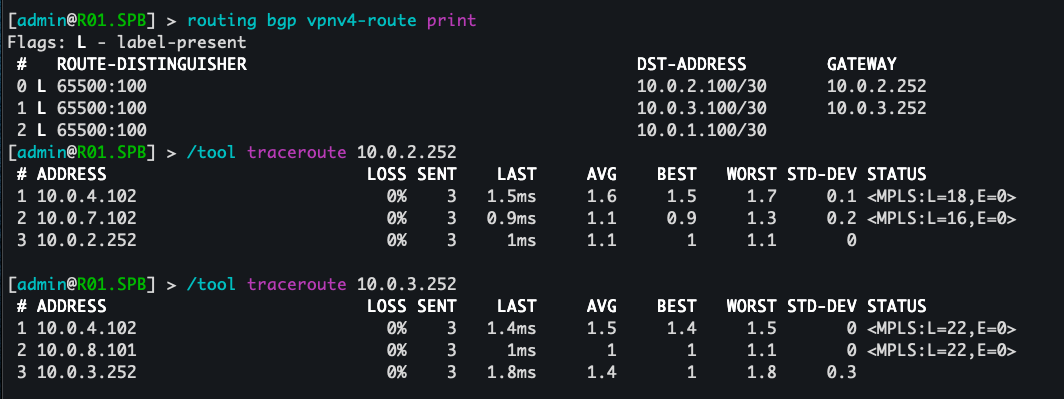 [admin@R01.SPB] > routing bgp vpnv4-route print
Flags: L - label-present
# ROUTE-DISTINGUISHER DST-ADDRESS GATEWAY
0 L 65500:100 10.0.2.100/30 10.0.2.252
1 L 65500:100 10.0.3.100/30 10.0.3.252
2 L 65500:100 10.0.1.100/30
[admin@R01.SPB] > /tool traceroute 10.0.2.252
# ADDRESS LOSS SENT LAST AVG BEST WORST STD-DEV STATUS
1 10.0.4.102 0% 3 1.5ms 1.6 1.5 1.7 0.1 <MPLS:L=18,E=0>
2 10.0.7.102 0% 3 0.9ms 1.1 0.9 1.3 0.2 <MPLS:L=16,E=0>
3 10.0.2.252 0% 3 1ms 1.1 1 1.1 0
[admin@R01.SPB] > /tool traceroute 10.0.3.252
# ADDRESS LOSS SENT LAST AVG BEST WORST STD-DEV STATUS
1 10.0.4.102 0% 3 1.4ms 1.5 1.4 1.5 0 <MPLS:L=22,E=0>
2 10.0.8.101 0% 3 1ms 1 1 1.1 0 <MPLS:L=22,E=0>
3 10.0.3.252 0% 3 1.8ms 1.4 1 1.8 0.3